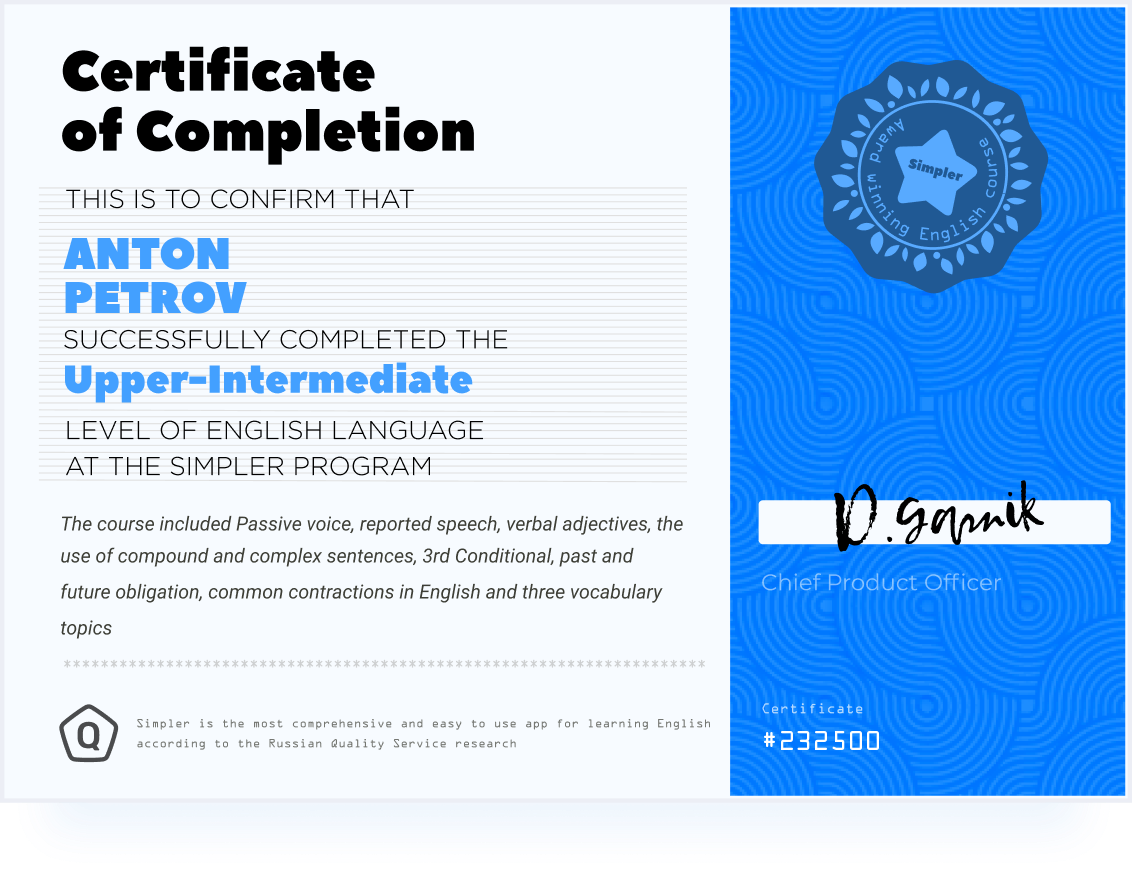 Certificate
of Completion
THIS IS TO CONFIRM THAT
ANTON
PETROV
SUCCESSFULLY COMPLETED THE
Upper-Intermediate
LEVEL OF ENGLISH LANGUAGE
AT THE SIMPLER PROGRAM
The course included Passive voice, reported speech, verbal adjectives, the
use of compound and complex sentences, 3rd Conditional, past and
future obligation, common contractions in English and three vocabulary
topics
**********************************************************************
Q
Simpler is the most comprehensive and easy to use app for learning English
according to the Russian Quality Service research
Simpler
Award winning English course
D. Garnik
Chief Product Officer
Certificate
#232500